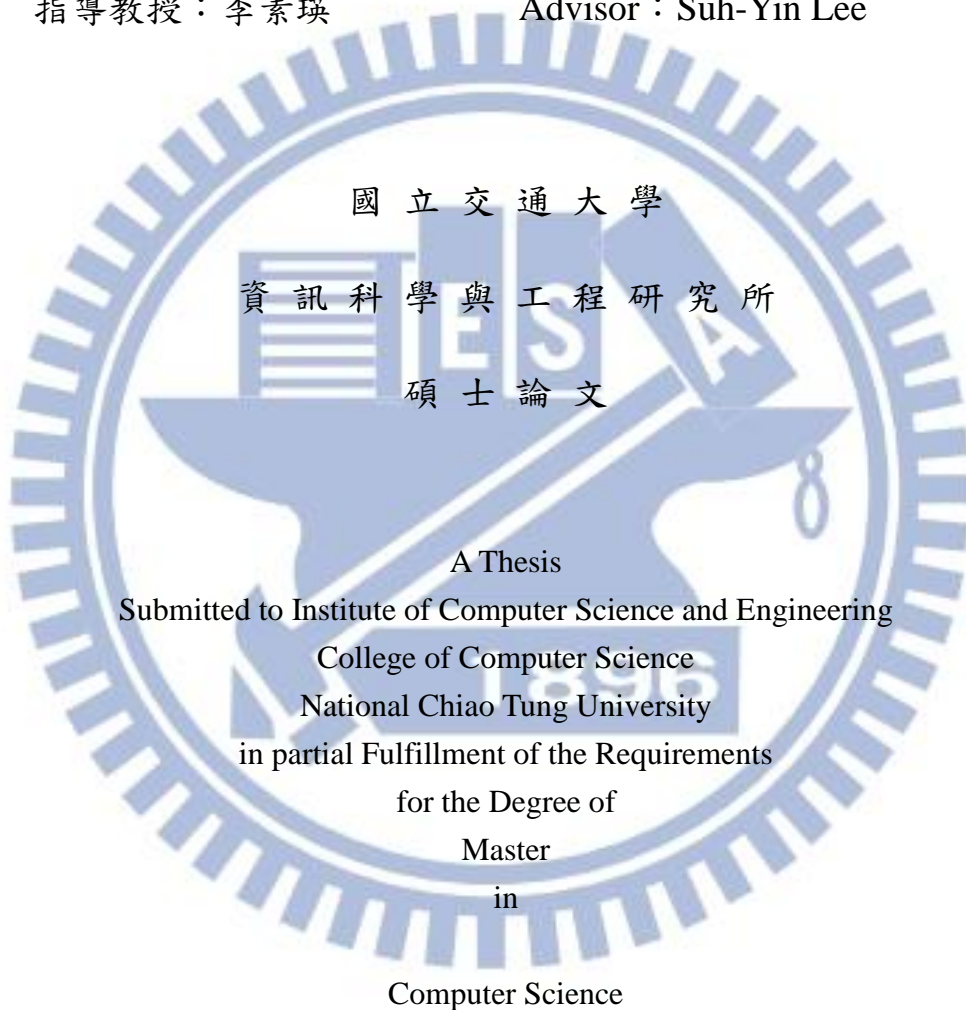 指導教授：李素瑛 Advisor：Suh-Yin Lee
國立交通大學
資訊科學與工程研究所
碩士論文
ESA
A Thesis
Submitted to Institute of Computer Science and Engineering
College of Computer Science
National Chiao Tung University
1896
in partial Fulfillment of the Requirements
for the Degree of
Master
in
Computer Science